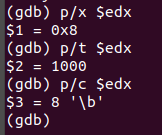 (gdb) p/x $edx
$1 = 0x8
(gdb) p/t $edx
$2 = 1000
(gdb) p/c $edx
$3 = 8 '\b'
(gdb)